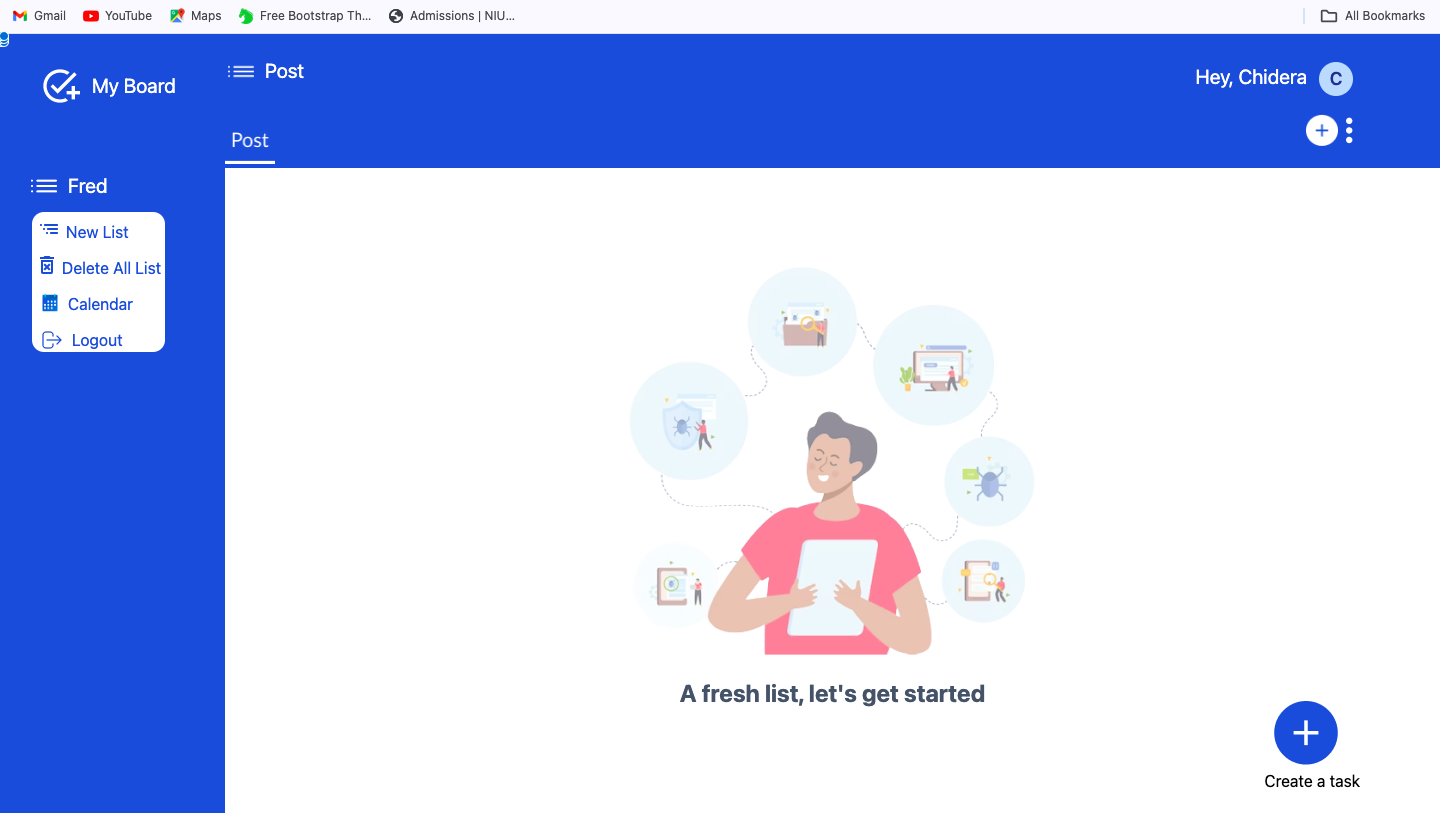 Gmail
YouTube
Maps
Free Bootstrap Th...
Admissions | NIU...
All Bookmarks
My Board
Post
Hey, Chidera
C
Post
Fred
New List
Delete All List
Calendar
Logout
A fresh list, let's get started
Create a task